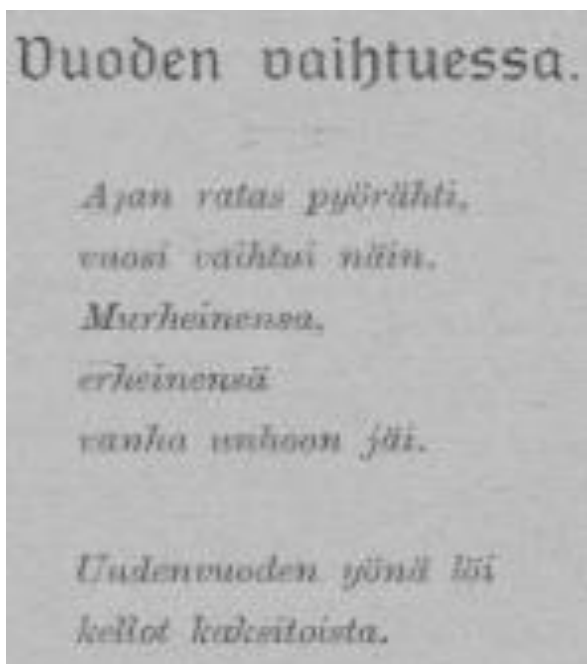 Vuoden vaihtuessa.
Ajan ratas pyörähti,
vuosi vaihtui näin.
Murheinensa,
erheinensä
vanha unhoon jäi.
Uudenvuoden yönä löi
kellot kaksitoista.